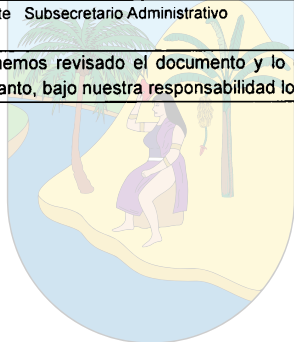 Subsecretario Administrativo
hemos revisado el documento y lo
anto, bajo nuestra responsabilidad lo